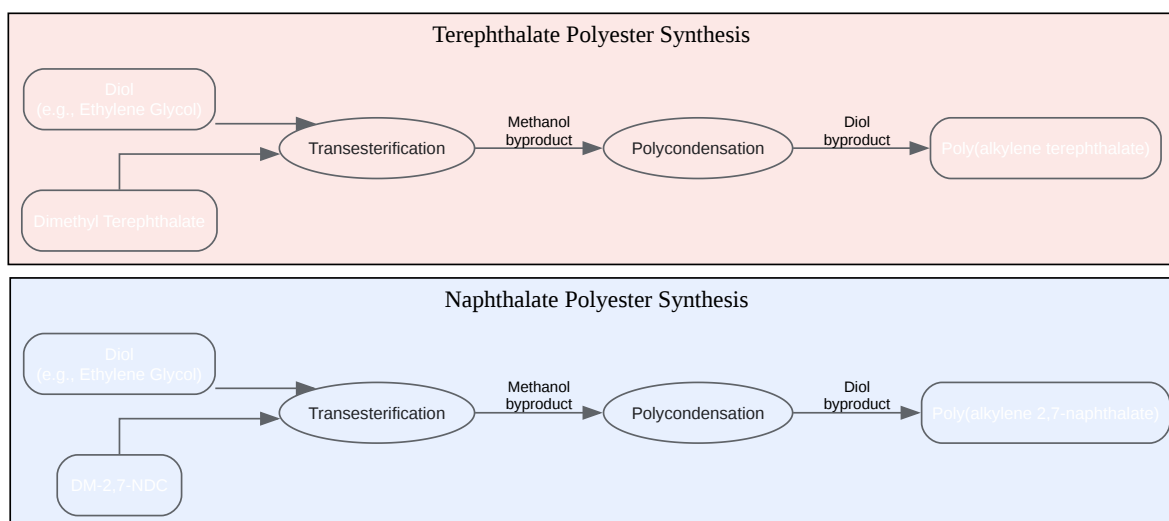 Terephthalate Polyester Synthesis
Diol
(e.g., Ethylene Glycol)
Dimethyl Terephthalate
Transesterification
Methanol
byproduct
Polycondensation
Diol
byproduct
Poly(alkylene terephthalate)
Naphthalate Polyester Synthesis
Diol
(e.g., Ethylene Glycol)
DM-2,7-NDC
Transesterification
Methanol
byproduct
Polycondensation
Diol
byproduct
Poly(alkylene 2,7-naphthalate)